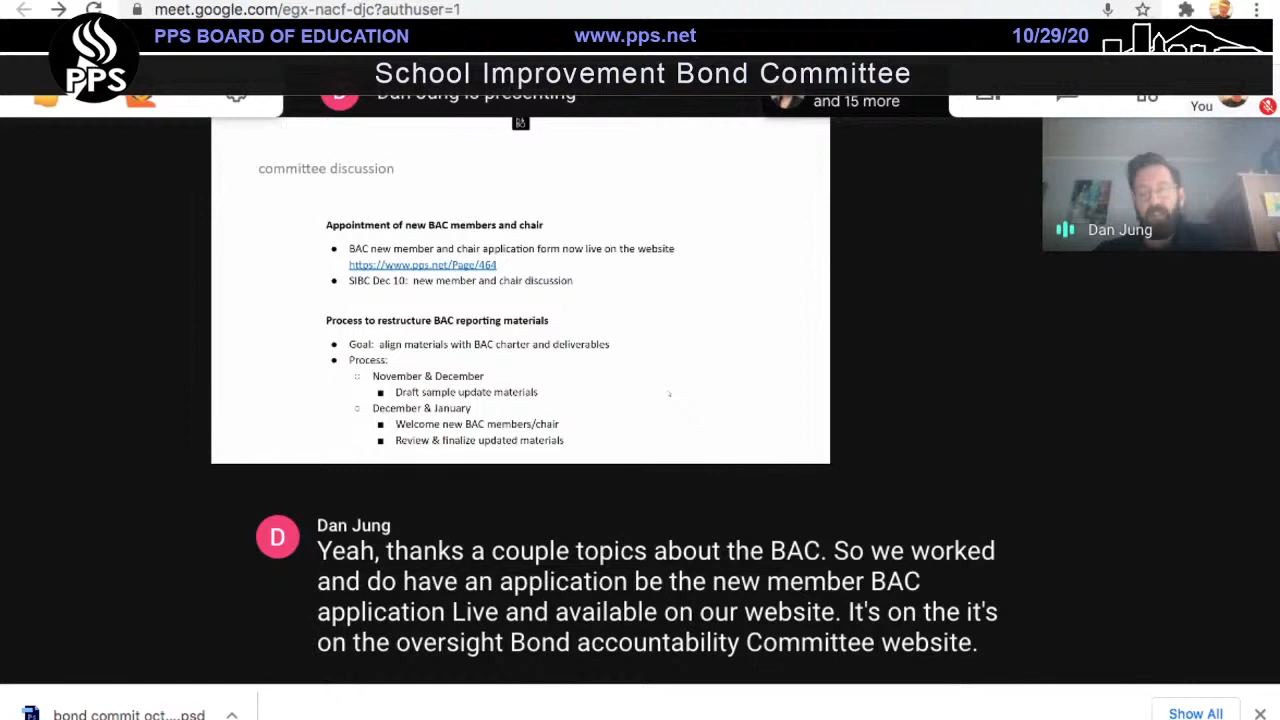 meet.google.com/egx-nacf-djc?authuser=1
PPS BOARD OF EDUCATION
www.pps.net
10/29/20
PPS
School Improvement Bond Committee
D
Dan Jung is presenting
and 15 more
You
committee discussion
Dan Jung
Appointment of new BAC members and chair
● BAC new member and chair application form now live on the website
https://www.pps.net/Page/464
● SIBC Dec 10: new member and chair discussion
Process to restructure BAC reporting materials
● Goal: align materials with BAC charter and deliverables
● Process:
○ November & December
■ Draft sample update materials
○ December & January
■ Welcome new BAC members/chair
■ Review & finalize updated materials
D
Dan Jung
Yeah, thanks a couple topics about the BAC. So we worked
and do have an application be the new member BAC
application Live and available on our website. It's on the it's
on the oversight Bond accountability Committee website.
bond commit oct....psd
Show All